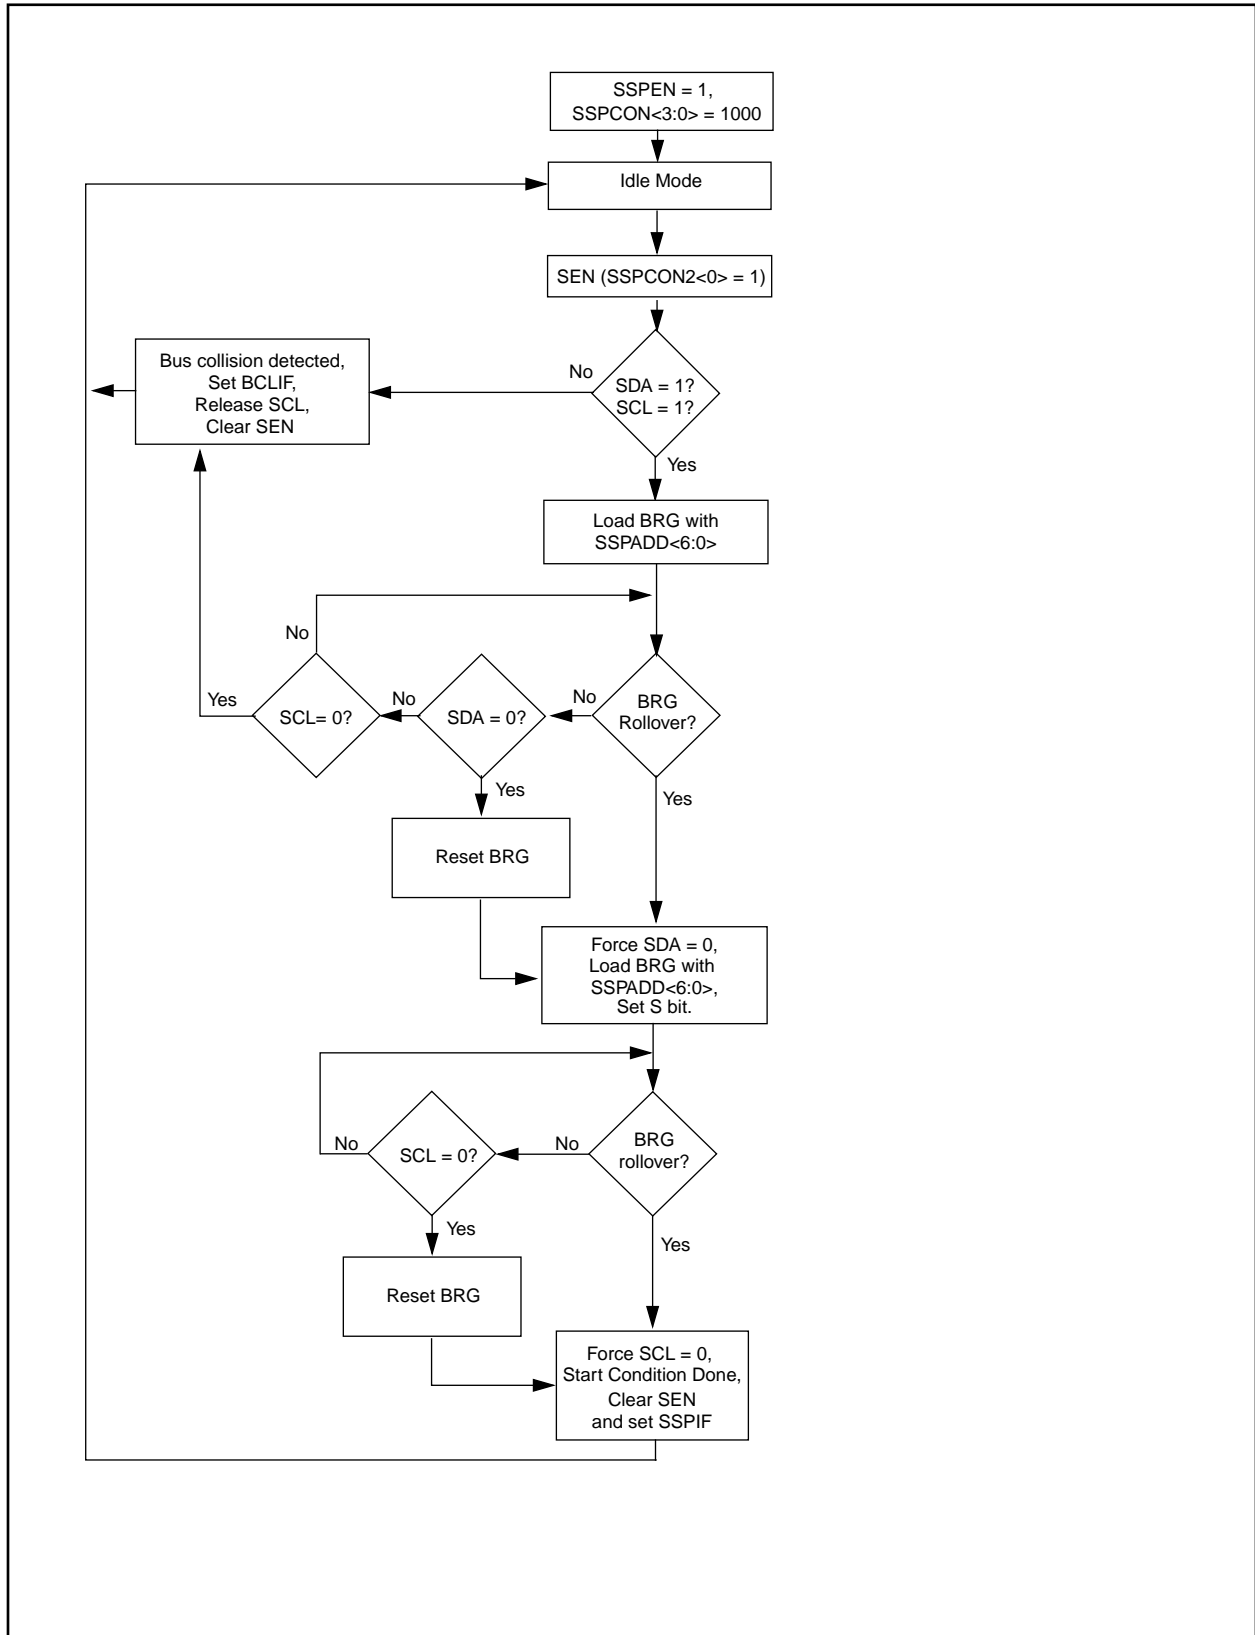 SSPEN = 1,
SSPCON<3:0> = 1000
Idle Mode
SEN (SSPCON2<0> = 1)
Bus collision detected,
Set BCLIF,
Release SCL,
Clear SEN
No
SDA = 1?
SCL = 1?
Yes
Load BRG with
SSPADD<6:0>
No
Yes
SCL= 0?
No
SDA = 0?
No
BRG
Rollover?
Yes
Yes
Reset BRG
Force SDA = 0,
Load BRG with
SSPADD<6:0>,
Set S bit.
No
SCL = 0?
No
BRG
rollover?
Yes
Yes
Reset BRG
Force SCL = 0,
Start Condition Done,
Clear SEN
and set SSPIF